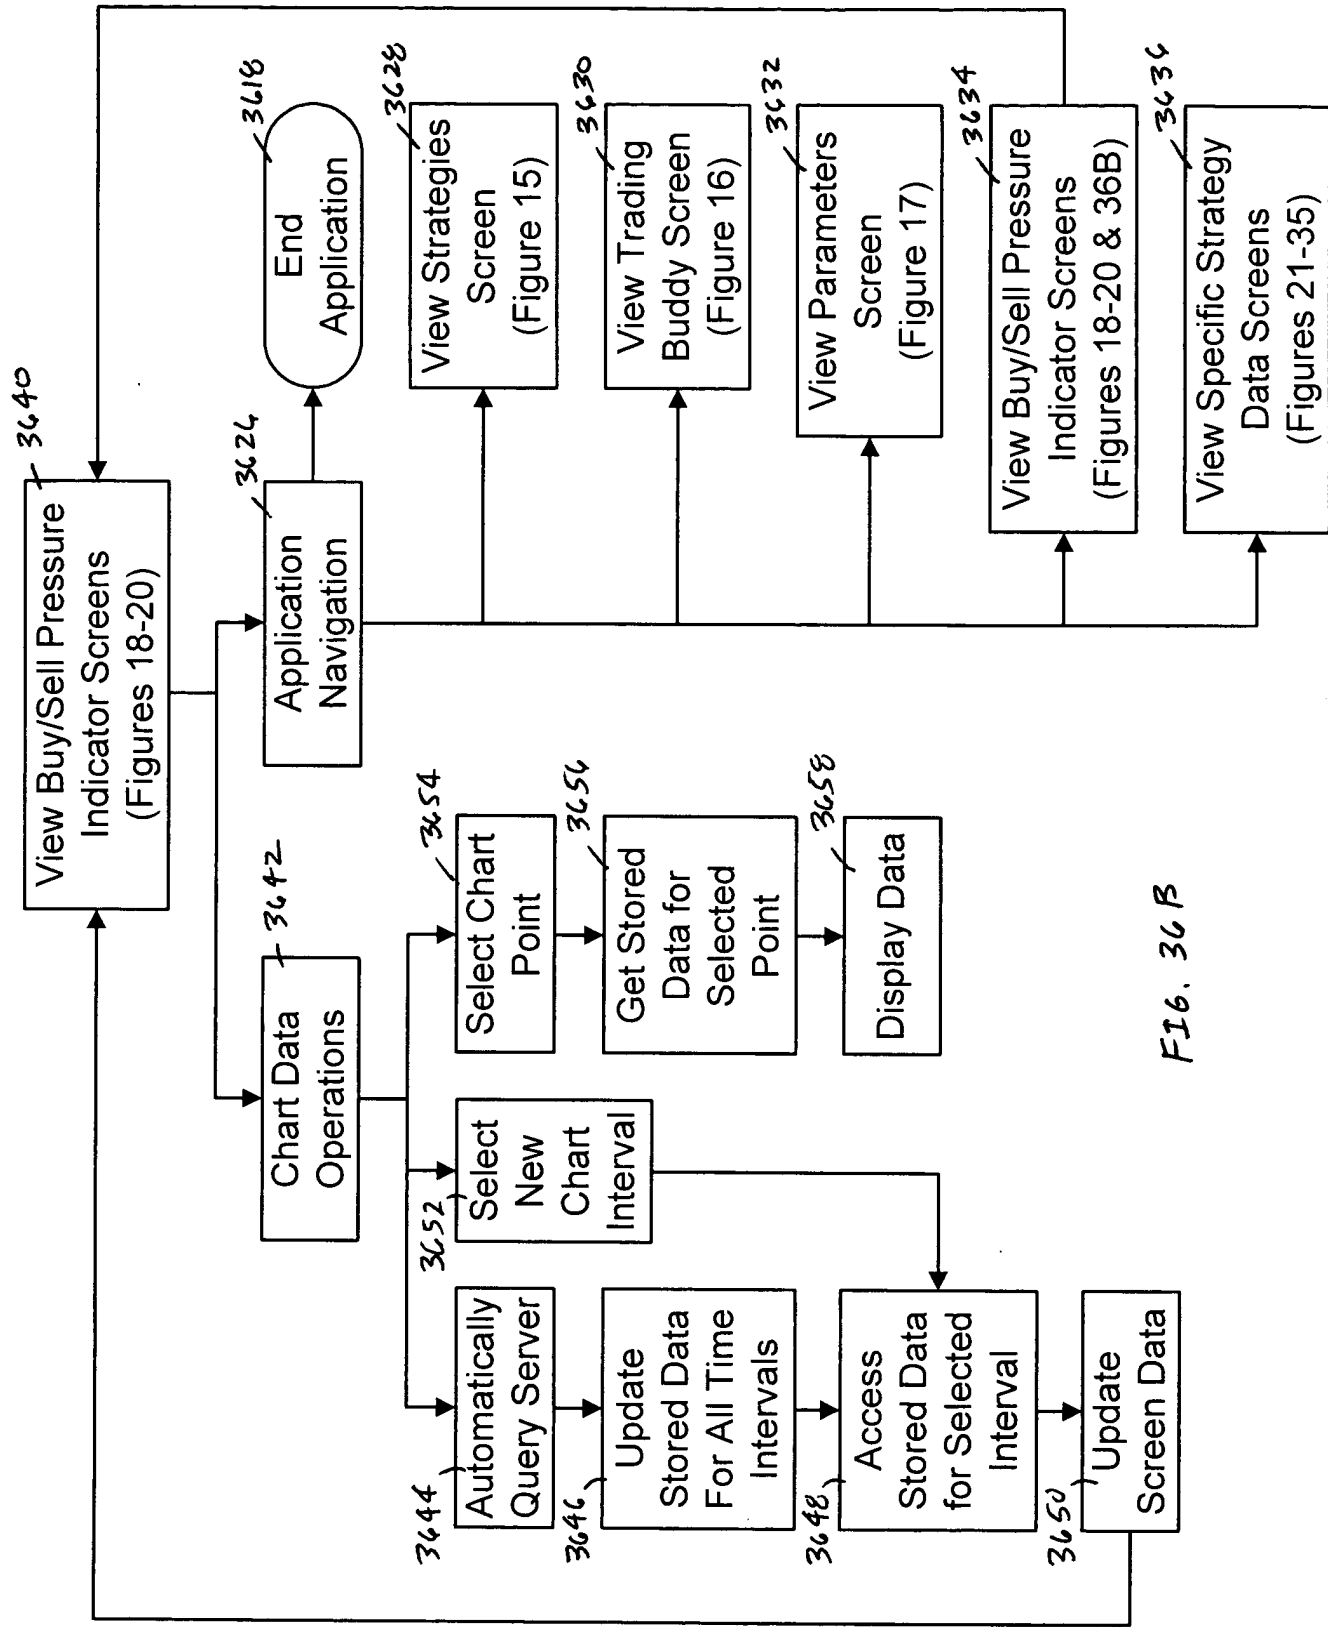 3640
View Buy/Sell Pressure
Indicator Screens
(Figures 18-20)
3642
Chart Data
Operations
3624
Application
Navigation
3618
End
Application
3644
Automatically
Query Server
3652
Select
New
Chart
Interval
3654
Select Chart
Point
3628
View Strategies
Screen
(Figure 15)
3646
Update
Stored Data
For All Time
Intervals
3656
Get Stored
Data for
Selected
Point
3630
View Trading
Buddy Screen
(Figure 16)
3648
Access
Stored Data
for Selected
Interval
3658
Display Data
3632
View Parameters
Screen
(Figure 17)
3650
Update
Screen Data
3634
View Buy/Sell Pressure
Indicator Screens
(Figures 18-20 & 36B)
3636
View Specific Strategy
Data Screens
(Figures 21-35)
FIG. 36B